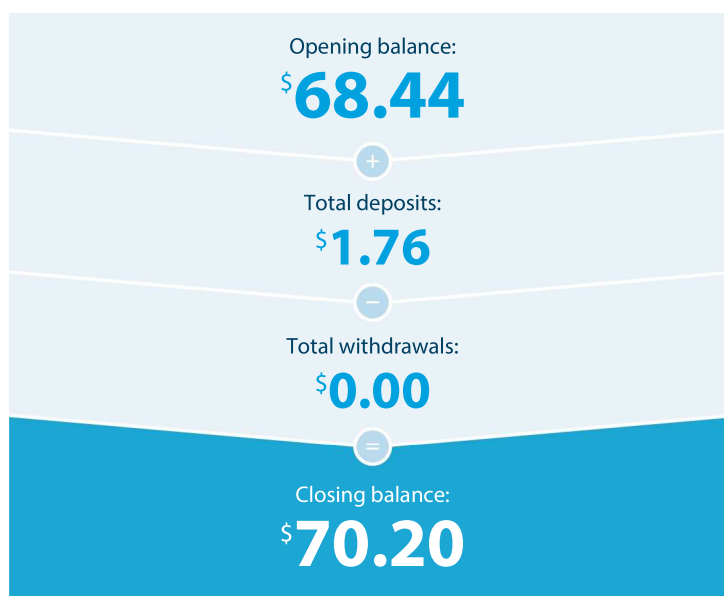 Opening balance:
$68.44
+
Total deposits:
$1.76
−
Total withdrawals:
$0.00
=
Closing balance:
$70.20